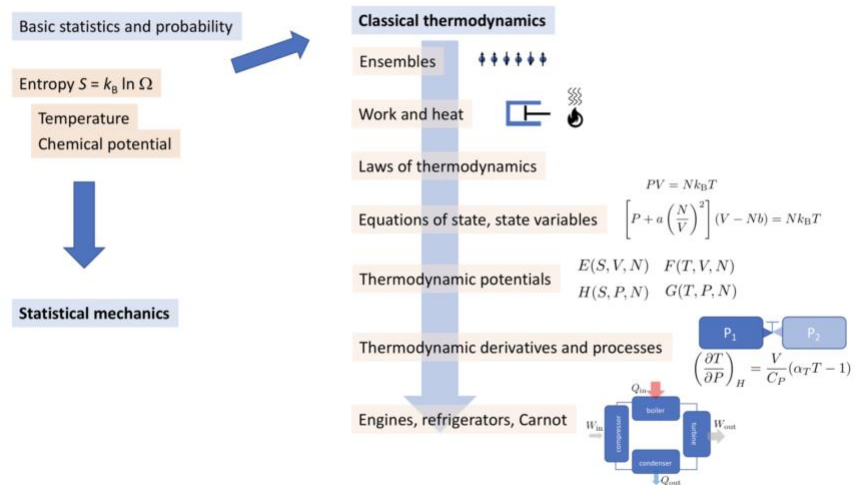 Basic statistics and probability
Entropy S = k_B ln Ω
Temperature
Chemical potential
Statistical mechanics
Classical thermodynamics
Ensembles
Work and heat
Laws of thermodynamics
PV = Nk_BT
Equations of state, state variables
[P + a (N/V)^2] (V − Nb) = Nk_BT
Thermodynamic potentials
E(S, V, N) F(T, V, N)
H(S, P, N) G(T, P, N)
P_1 P_2
Thermodynamic derivatives and processes
(∂T/∂P)_H = V/C_P (α_T T − 1)
Engines, refrigerators, Carnot
Q_in
boiler
W_in
compressor
turbine
W_out
condenser
Q_out